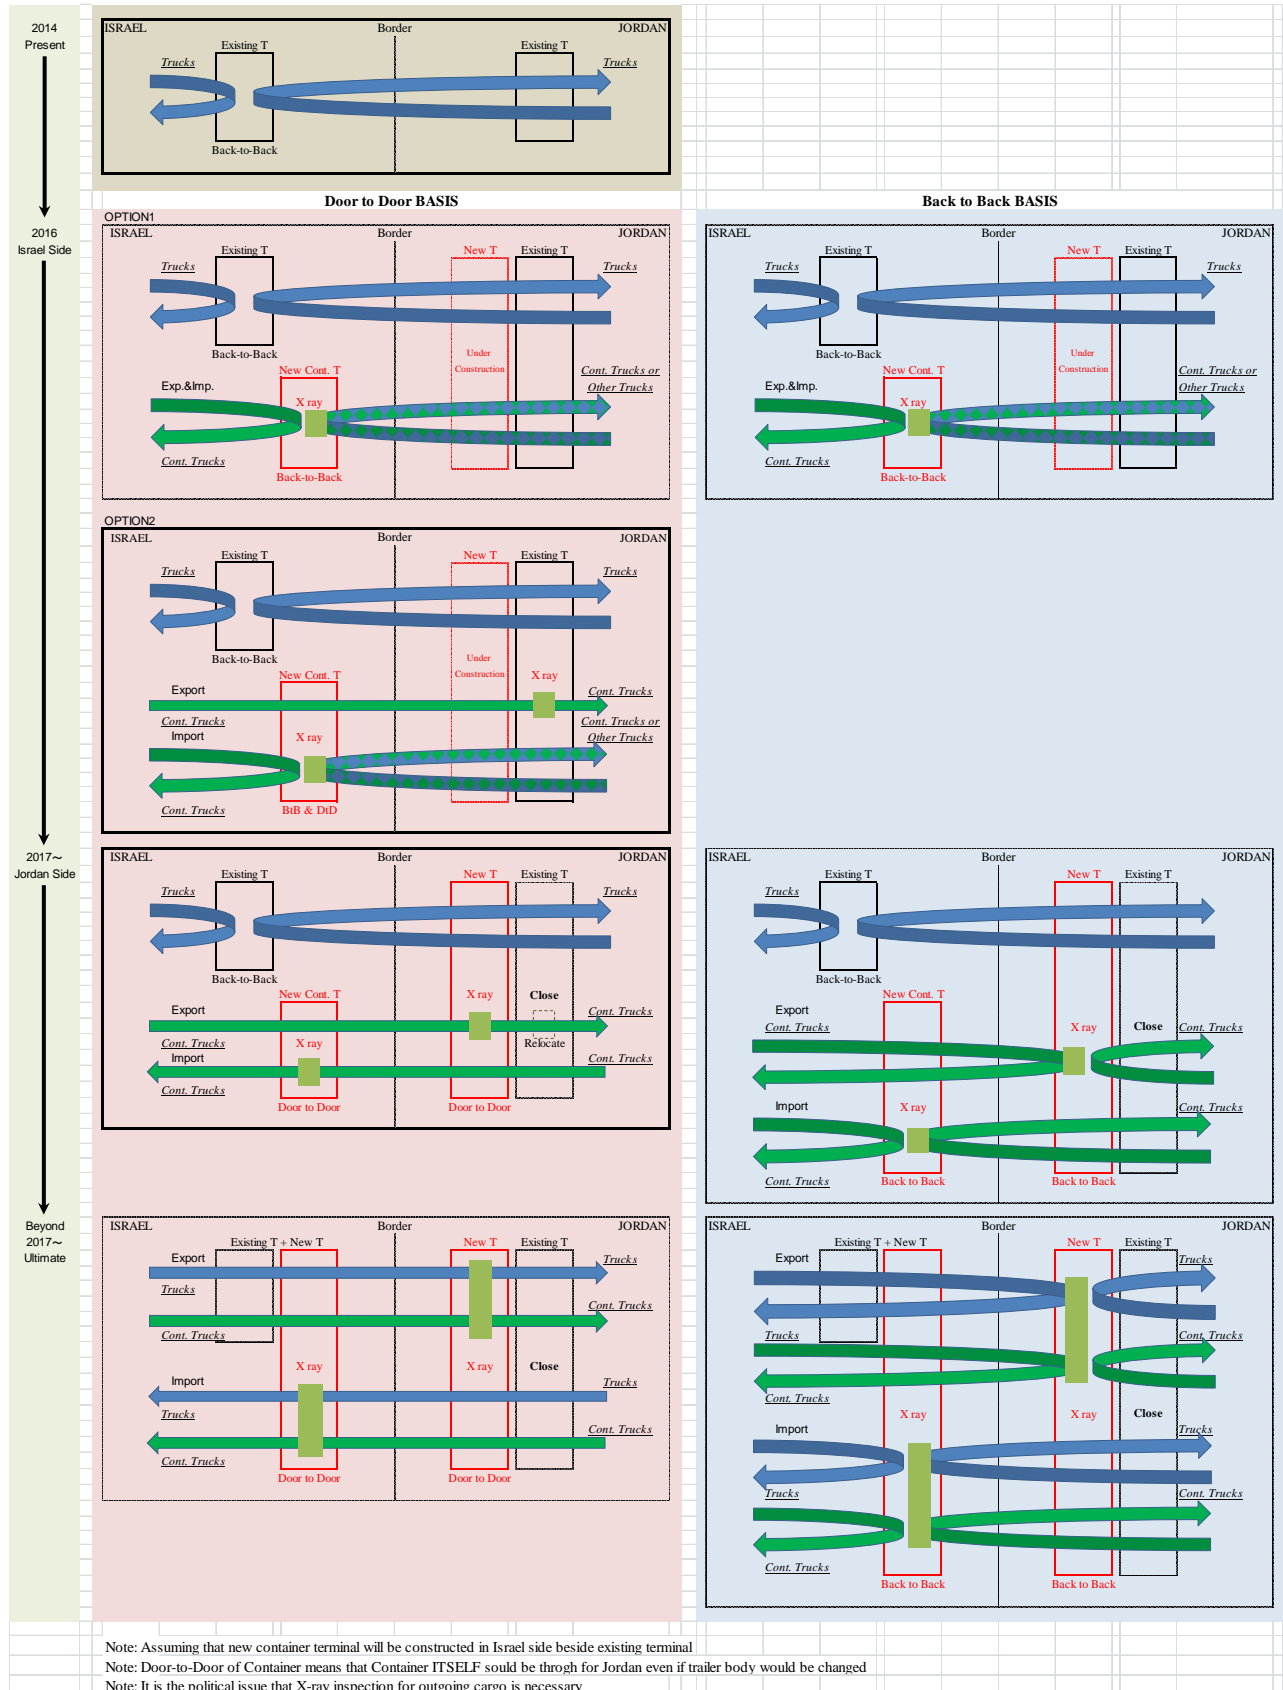 2014
Present
ISRAEL Border JORDAN
Existing T Existing T
Trucks Trucks
Back-to-Back
Door to Door BASIS Back to Back BASIS
OPTION1
2016
Israel Side
ISRAEL Border JORDAN
Existing T New T Existing T
Trucks Trucks
Back-to-Back
Under
Construction
New Cont. T
Cont. Trucks or
Other Trucks
Exp.&Imp.
X ray
Cont. Trucks
Back-to-Back
ISRAEL Border JORDAN
Existing T New T Existing T
Trucks Trucks
Back-to-Back
Under
Construction
New Cont. T
Cont. Trucks or
Other Trucks
Exp.&Imp.
X ray
Cont. Trucks
Back-to-Back
OPTION2
ISRAEL Border JORDAN
Existing T New T Existing T
Trucks Trucks
Back-to-Back
Under
Construction
New Cont. T X ray
Export Cont. Trucks
Cont. Trucks Cont. Trucks or
Import X ray Other Trucks
Cont. Trucks BtB & DtD
2017～
Jordan Side
ISRAEL Border JORDAN
Existing T New T Existing T
Trucks Trucks
Back-to-Back
New Cont. T X ray Close
Export Cont. Trucks
Cont. Trucks X ray Relocate
Import Cont. Trucks
Cont. Trucks
Door to Door Door to Door
ISRAEL Border JORDAN
Existing T New T Existing T
Trucks Trucks
Back-to-Back
New Cont. T
Export
Cont. Trucks X ray Close Cont. Trucks
Import X ray Cont. Trucks
Cont. Trucks Back to Back Back to Back
Beyond
2017～
Ultimate
ISRAEL Border JORDAN
Existing T + New T New T Existing T
Export Trucks
Trucks
Cont. Trucks
Cont. Trucks
X ray X ray Close
Import Trucks
Trucks
Cont. Trucks
Cont. Trucks
Door to Door Door to Door
ISRAEL Border JORDAN
Existing T + New T New T Existing T
Export Trucks
Trucks Cont. Trucks
Cont. Trucks
X ray X ray Close
Import Trucks
Trucks Cont. Trucks
Cont. Trucks
Back to Back Back to Back
Note: Assuming that new container terminal will be constructed in Israel side beside existing terminal
Note: Door-to-Door of Container means that Container ITSELF sould be throgh for Jordan even if trailer body would be changed
Note: It is the political issue that X-ray inspection for outgoing cargo is necessary